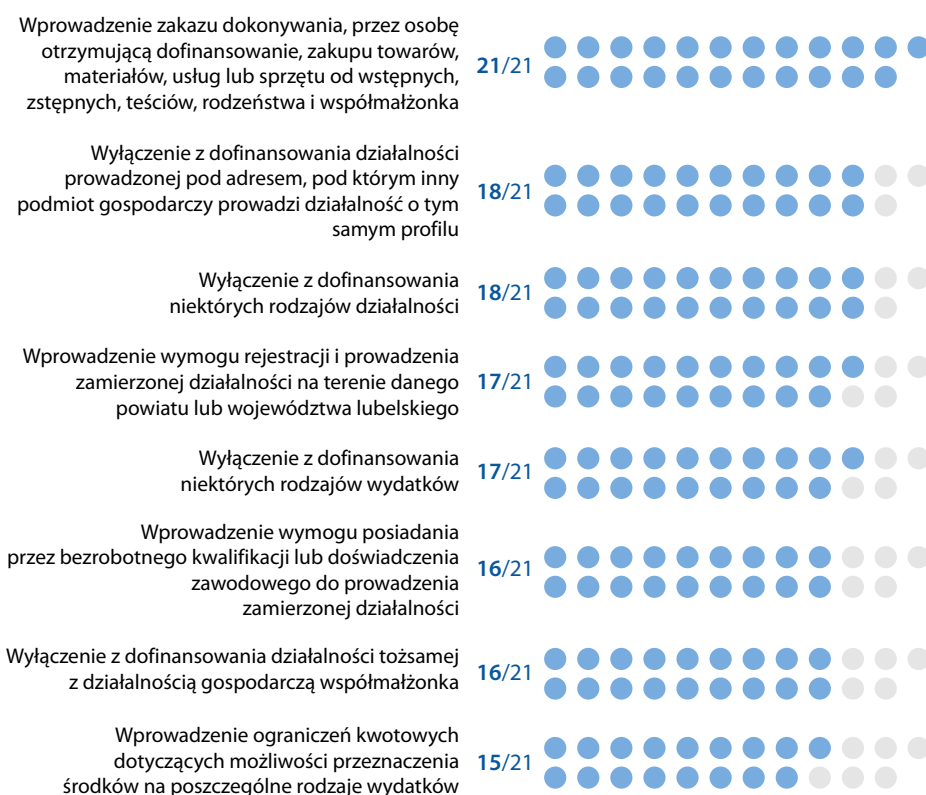 Wprowadzenie zakazu dokonywania, przez osobę
otrzymującą dofinansowanie, zakupu towarów,
materiałów, usług lub sprzętu od wstępnych,
zstępnych, teściów, rodzeństwa i współmałżonka
21/21
Wyłączenie z dofinansowania działalności
prowadzonej pod adresem, pod którym inny
podmiot gospodarczy prowadzi działalność o tym
samym profilu
18/21
Wyłączenie z dofinansowania
niektórych rodzajów działalności
18/21
Wprowadzenie wymogu rejestracji i prowadzenia
zamierzonej działalności na terenie danego
powiatu lub województwa lubelskiego
17/21
Wyłączenie z dofinansowania
niektórych rodzajów wydatków
17/21
Wprowadzenie wymogu posiadania
przez bezrobotnego kwalifikacji lub doświadczenia
zawodowego do prowadzenia
zamierzonej działalności
16/21
Wyłączenie z dofinansowania działalności tożsamej
z działalnością gospodarczą współmałżonka
16/21
Wprowadzenie ograniczeń kwotowych
dotyczących możliwości przeznaczenia
środków na poszczególne rodzaje wydatków
15/21